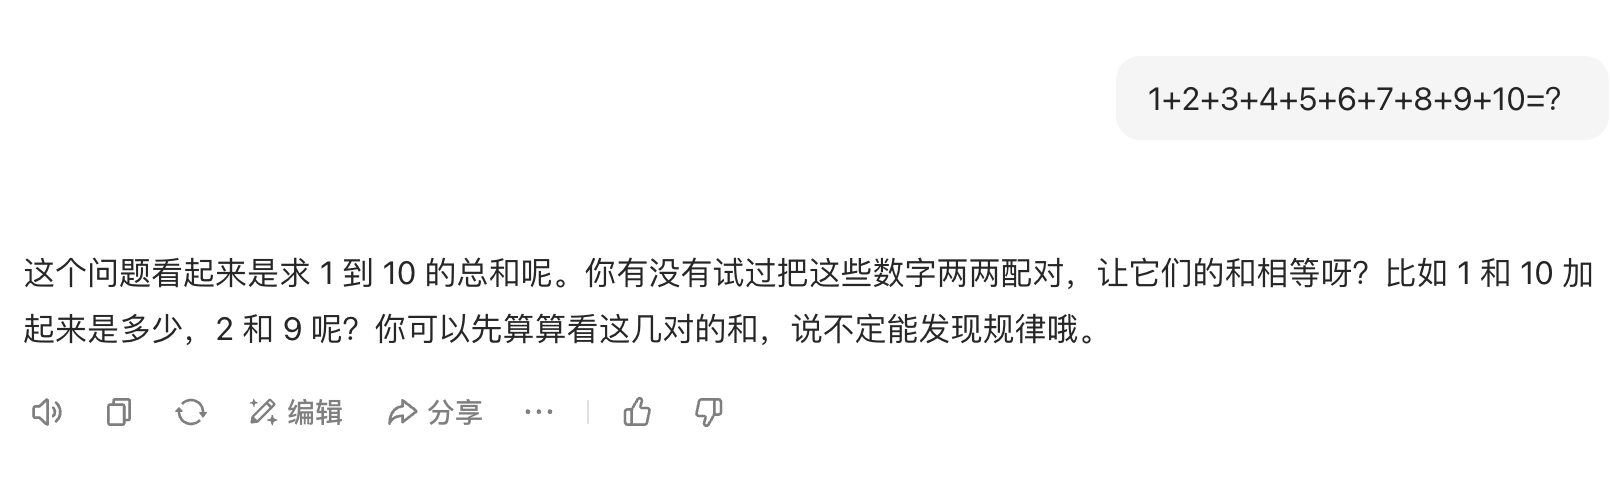 1+2+3+4+5+6+7+8+9+10=?
这个问题看起来是求 1 到 10 的总和呢。你有没有试过把这些数字两两配对，让它们的和相等呀？比如 1 和 10 加
起来是多少，2 和 9 呢？你可以先算算看这几对的和，说不定能发现规律哦。
编辑 分享